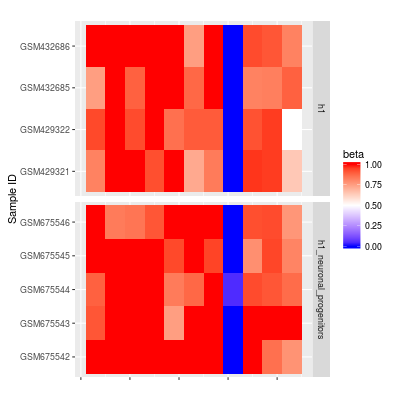 Sample ID
GSM432686
GSM432685
GSM429322
GSM429321
h1
GSM675546
GSM675545
GSM675544
GSM675543
GSM675542
h1_neuronal_progenitors
beta
1.00
0.75
0.50
0.25
0.00